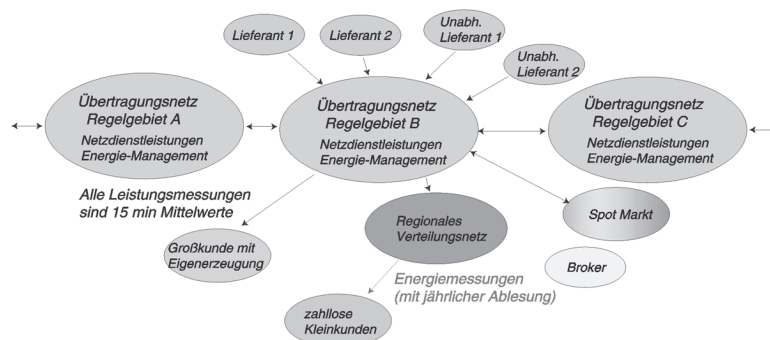 Lieferant 1
Lieferant 2
Unabh.
Lieferant 1
Unabh.
Lieferant 2
Übertragungsnetz
Regelgebiet A
Netzdienstleistungen
Energie-Management
Übertragungsnetz
Regelgebiet B
Netzdienstleistungen
Energie-Management
Übertragungsnetz
Regelgebiet C
Netzdienstleistungen
Energie-Management
Alle Leistungsmessungen
sind 15 min Mittelwerte
Großkunde mit
Eigenerzeugung
Regionales
Verteilungsnetz
Spot Markt
Broker
Energiemessungen
(mit jährlicher Ablesung)
zahllose
Kleinkunden